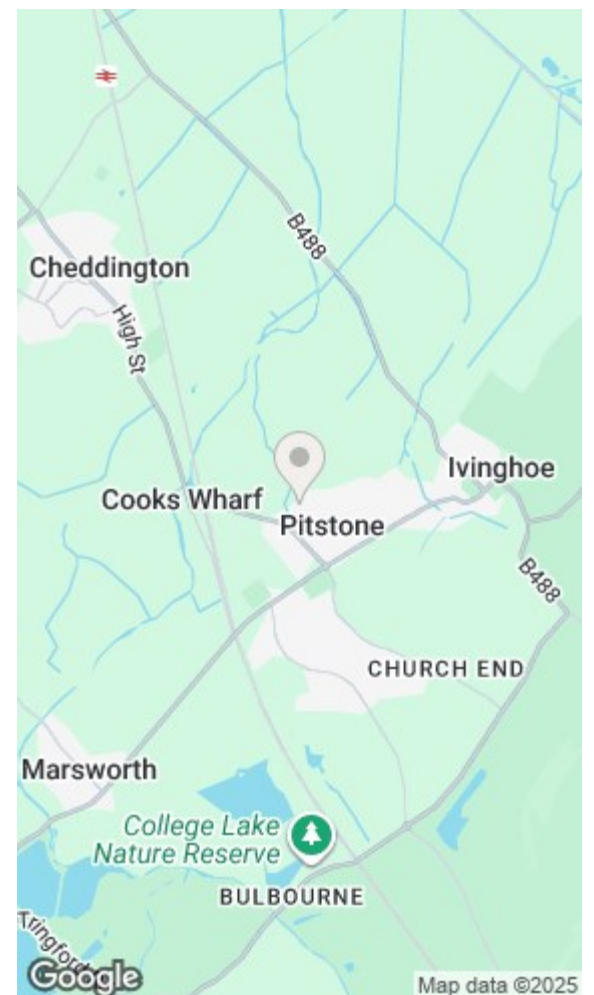 B488
Cheddington
High St
Ivinghoe
Cooks Wharf
Pitstone
B488
CHURCH END
Marsworth
College Lake
Nature Reserve
BULBOURNE
Google
Map data ©2025